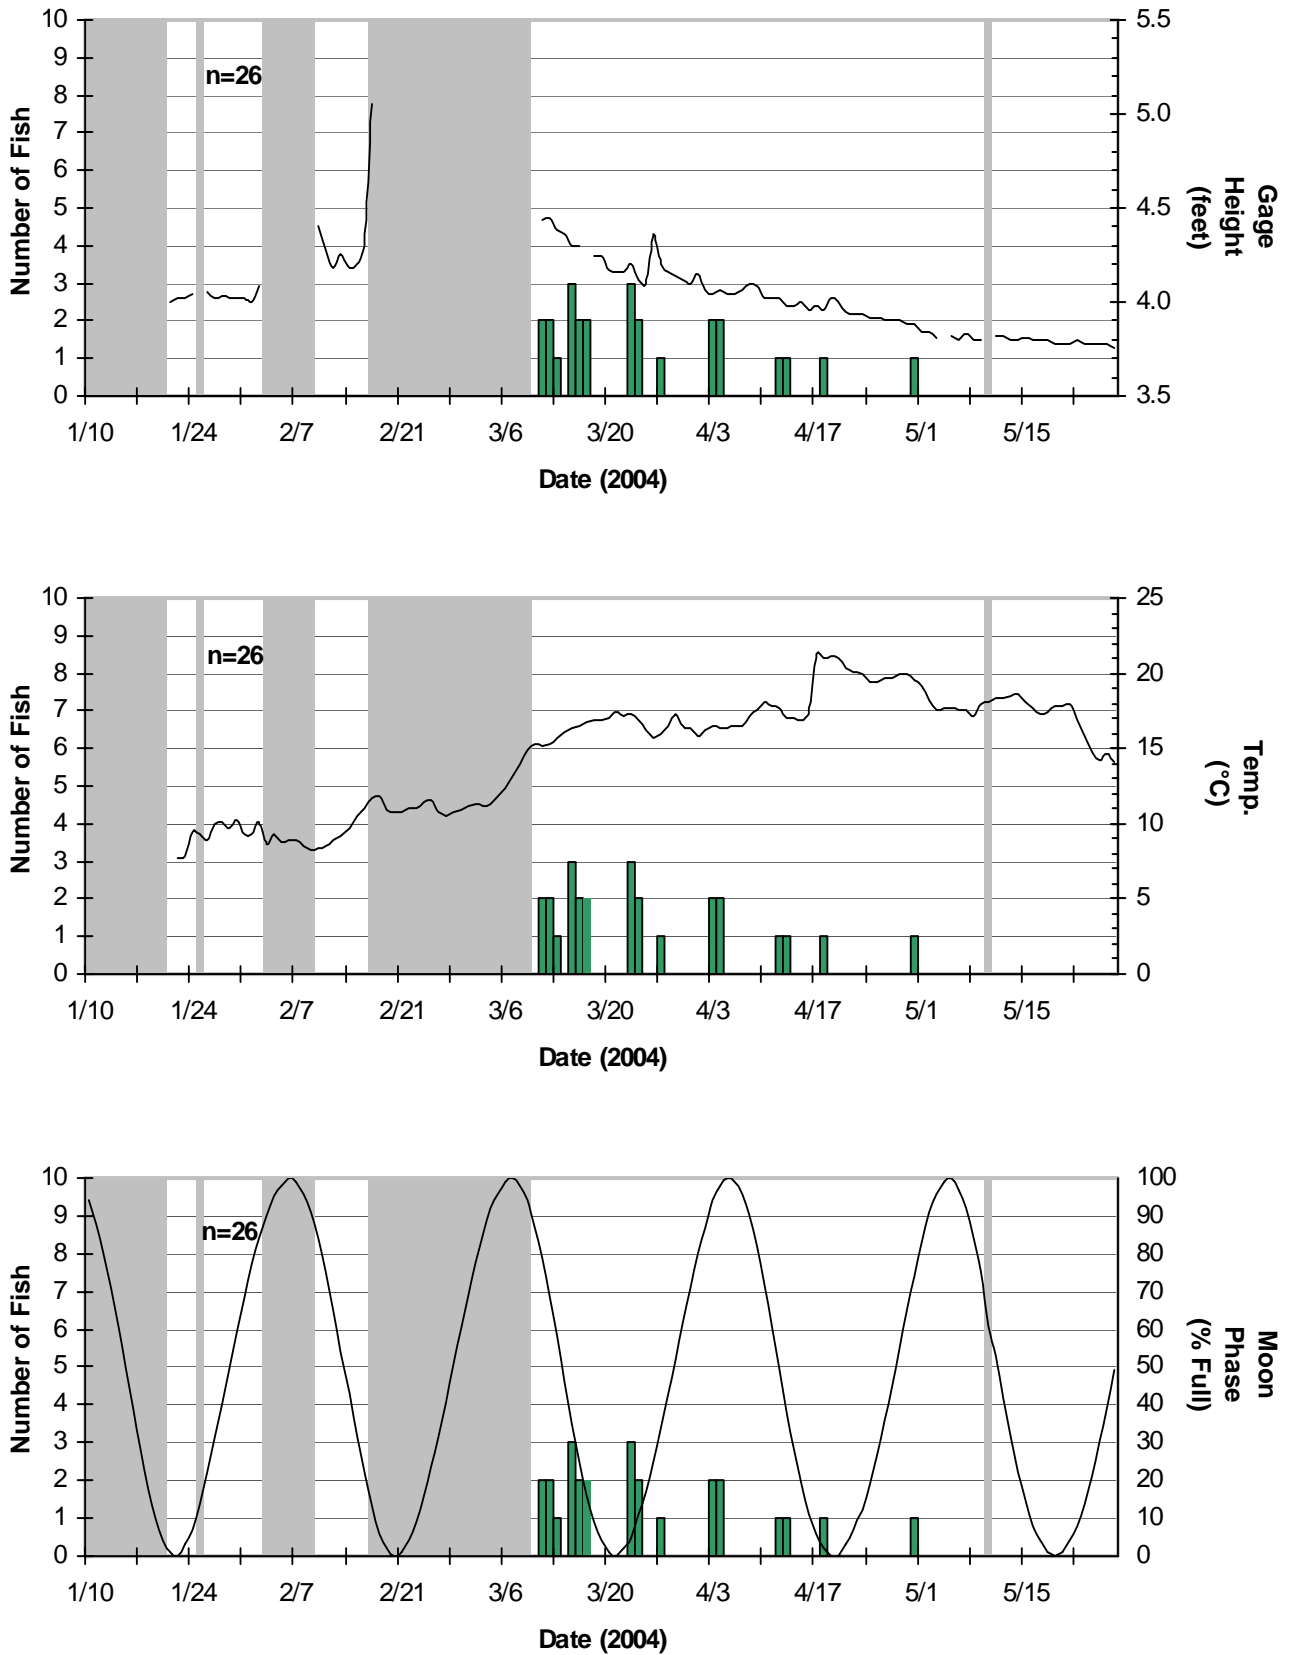 10 5.5
9
n=26
8
5.0
7
6
5 4.5
4
3 4.0
2
1
0 3.5
Number of Fish
Gage
Height
(feet)
1/10 1/24 2/7 2/21 3/6 3/20 4/3 4/17 5/1 5/15
Date (2004)
10 25
9
n=26
8 20
7
6 15
5
4 10
3
2 5
1
0 0
Number of Fish
Temp.
(°C)
1/10 1/24 2/7 2/21 3/6 3/20 4/3 4/17 5/1 5/15
Date (2004)
10 100
9 90
n=26
8 80
7 70
6 60
5 50
4 40
3 30
2 20
1 10
0 0
Number of Fish
Moon
Phase
(% Full)
1/10 1/24 2/7 2/21 3/6 3/20 4/3 4/17 5/1 5/15
Date (2004)